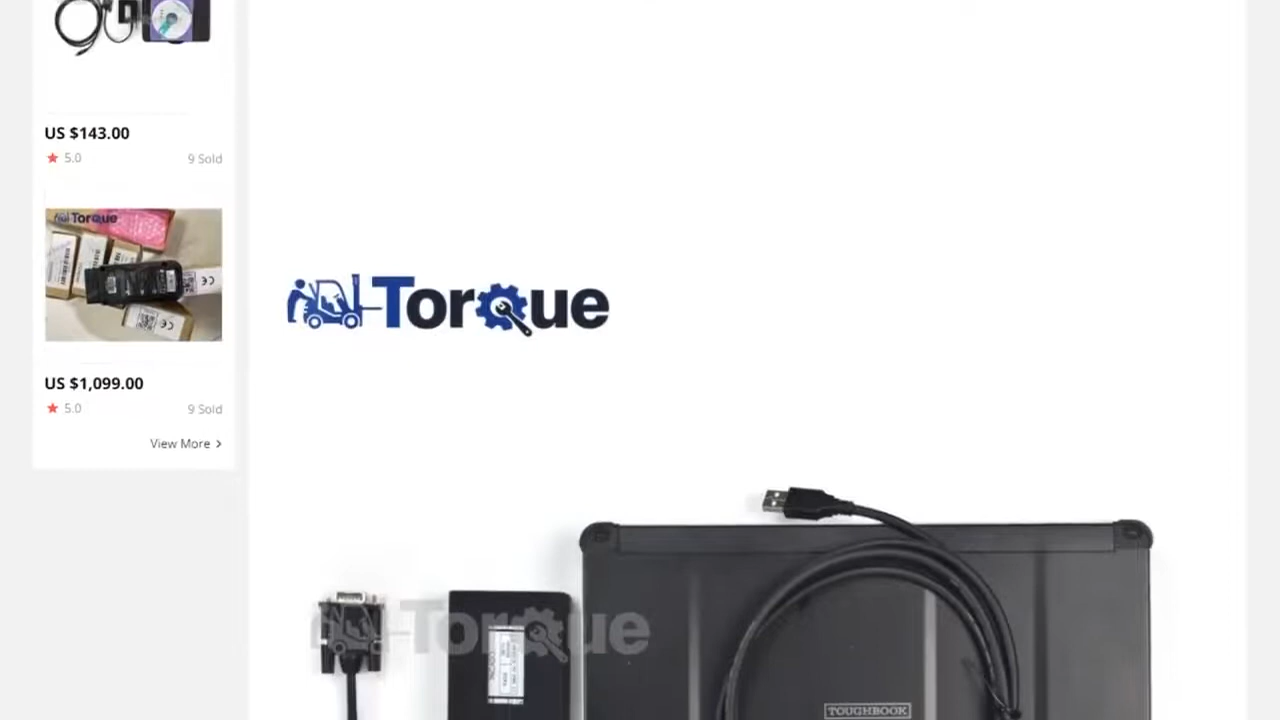 US $143.00
5.0
9 Sold
Torque
US $1,099.00
5.0
9 Sold
View More >
Torque
Torque
TOUGHBOOK